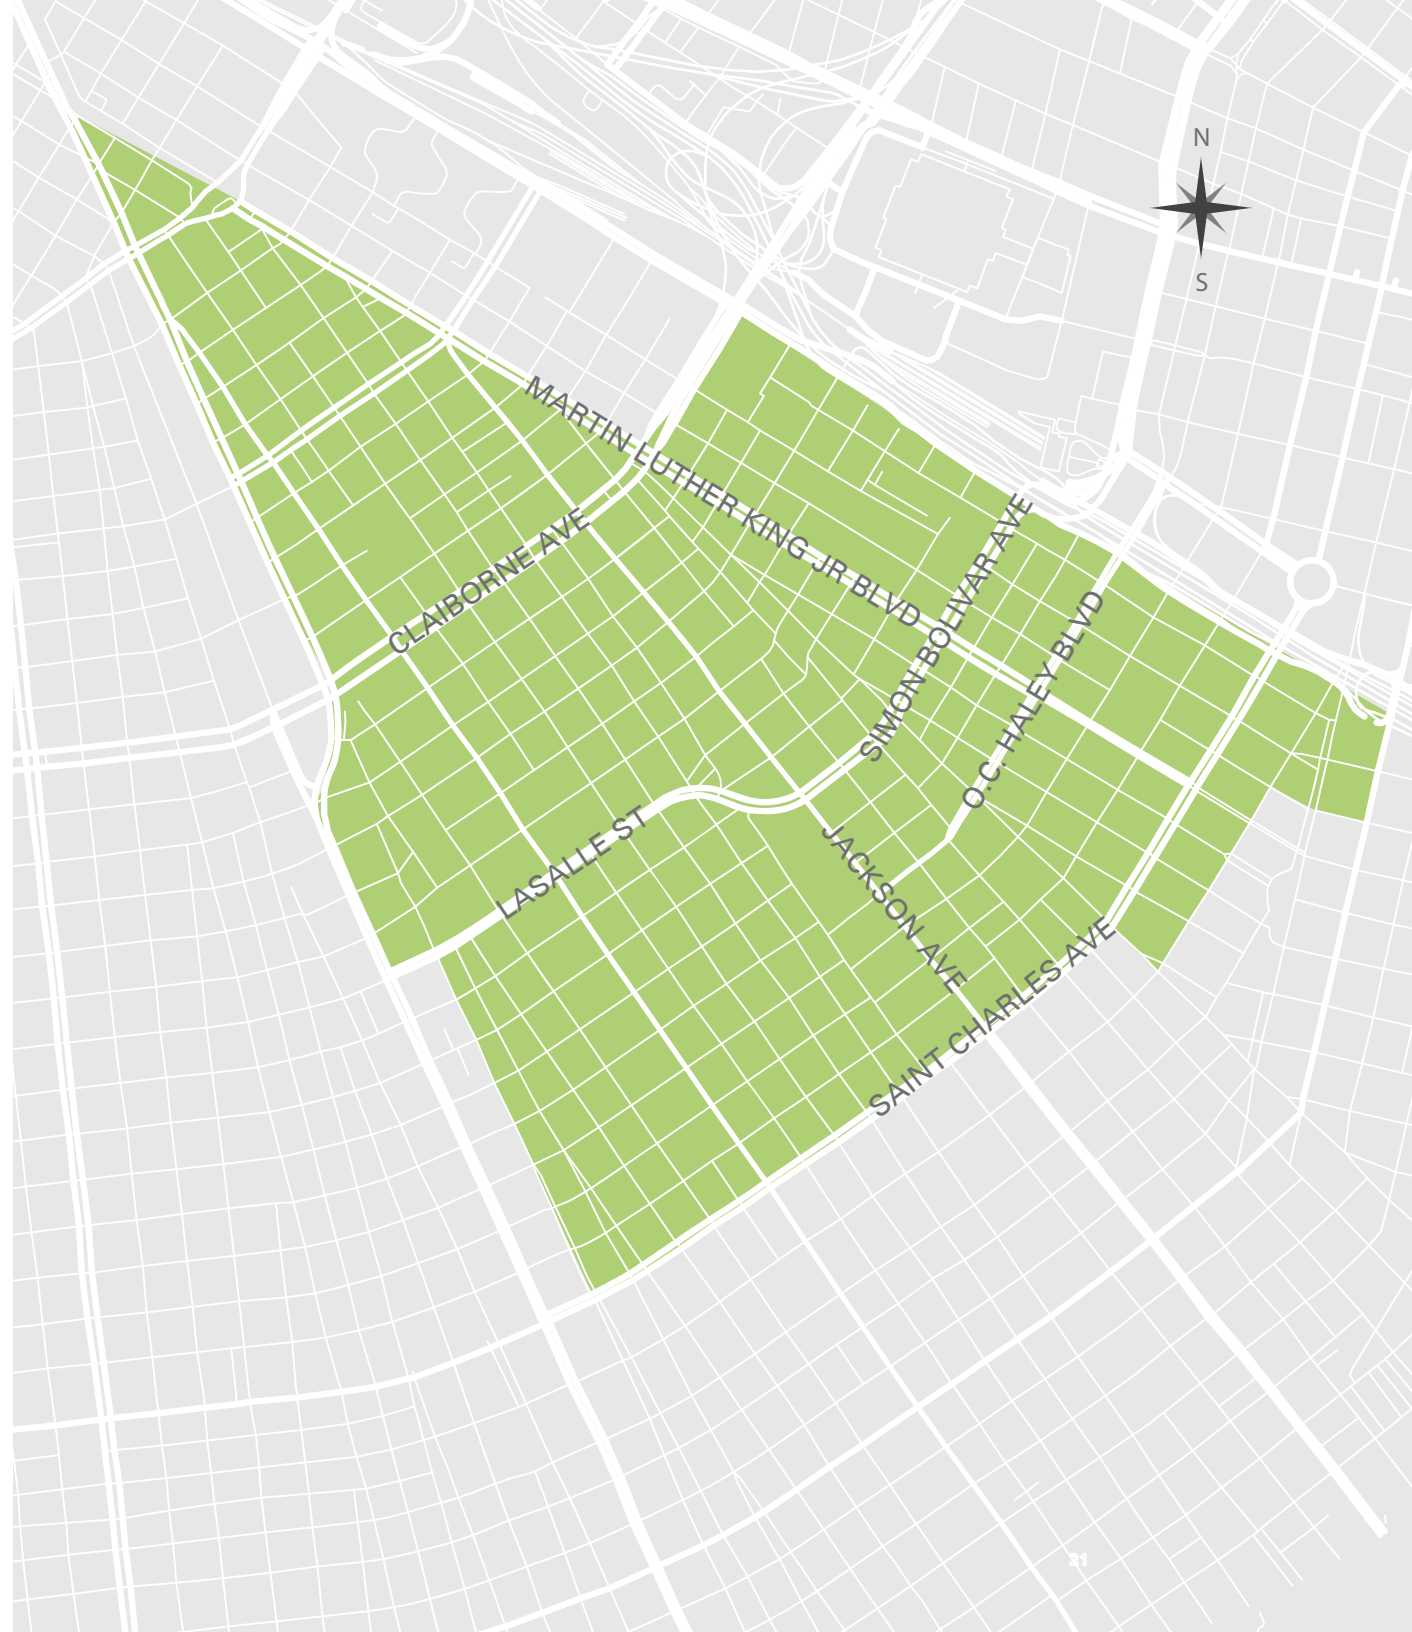 N
S
MARTIN LUTHER KING JR BLVD
CLAIBORNE AVE
SIMON BOLIVAR AVE
O.C. HALEY BLVD
LASALLE ST
JACKSON AVE
SAINT CHARLES AVE
21